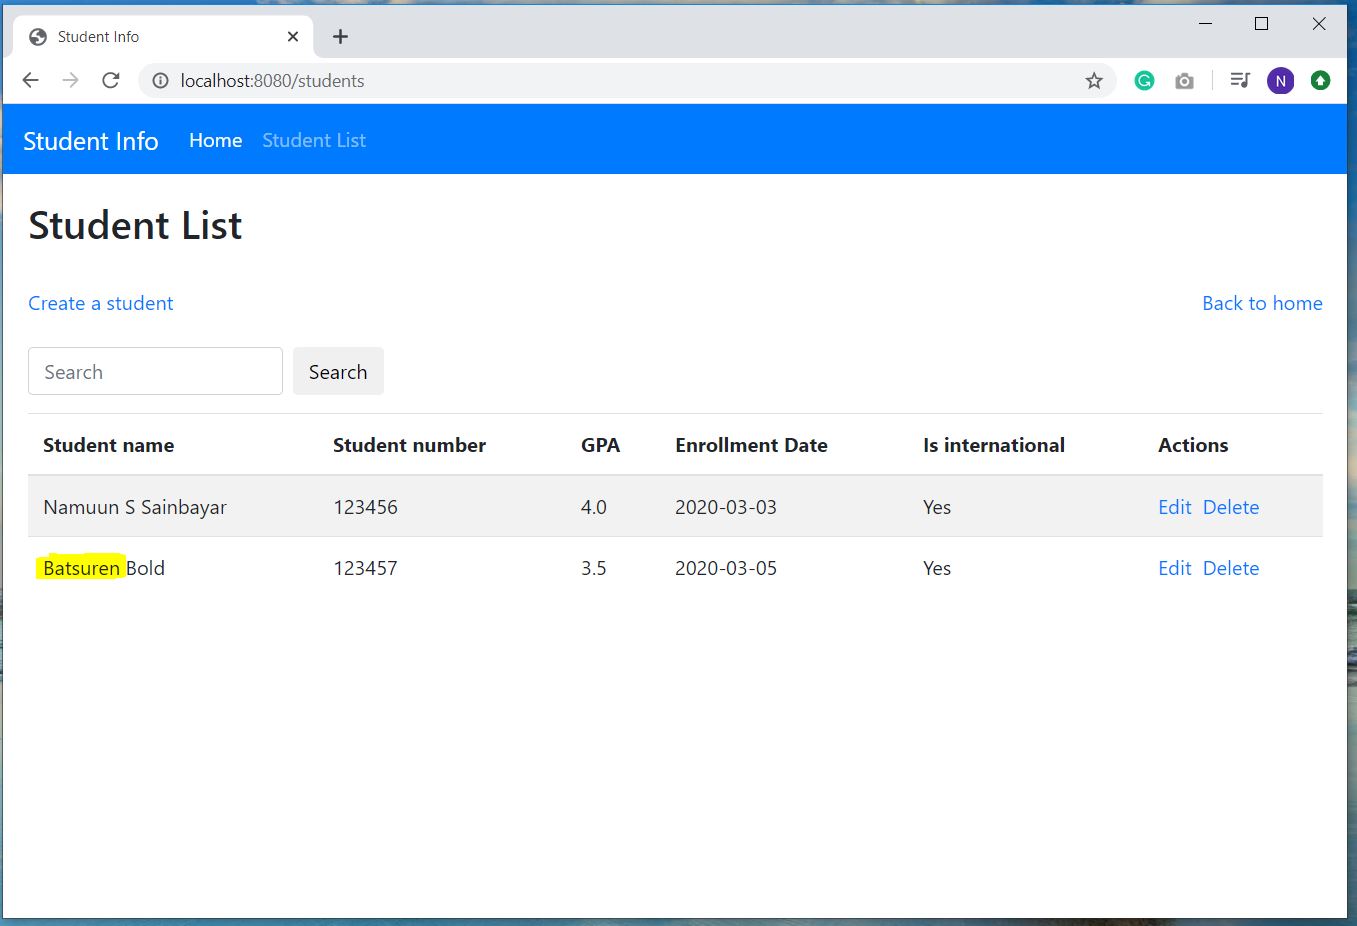 Student Info
localhost:8080/students
N
Student Info Home Student List
Student List
Create a student Back to home
Search Search
Student name Student number GPA Enrollment Date Is international Actions
Namuun S Sainbayar 123456 4.0 2020-03-03 Yes Edit Delete
Batsuren Bold 123457 3.5 2020-03-05 Yes Edit Delete